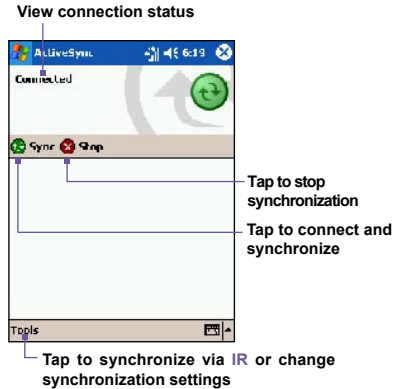 View connection status
ActiveSync 6:19
Connected
Sync Stop
Tap to stop
synchronization
Tap to connect and
synchronize
Tools
Tap to synchronize via IR or change
synchronization settings